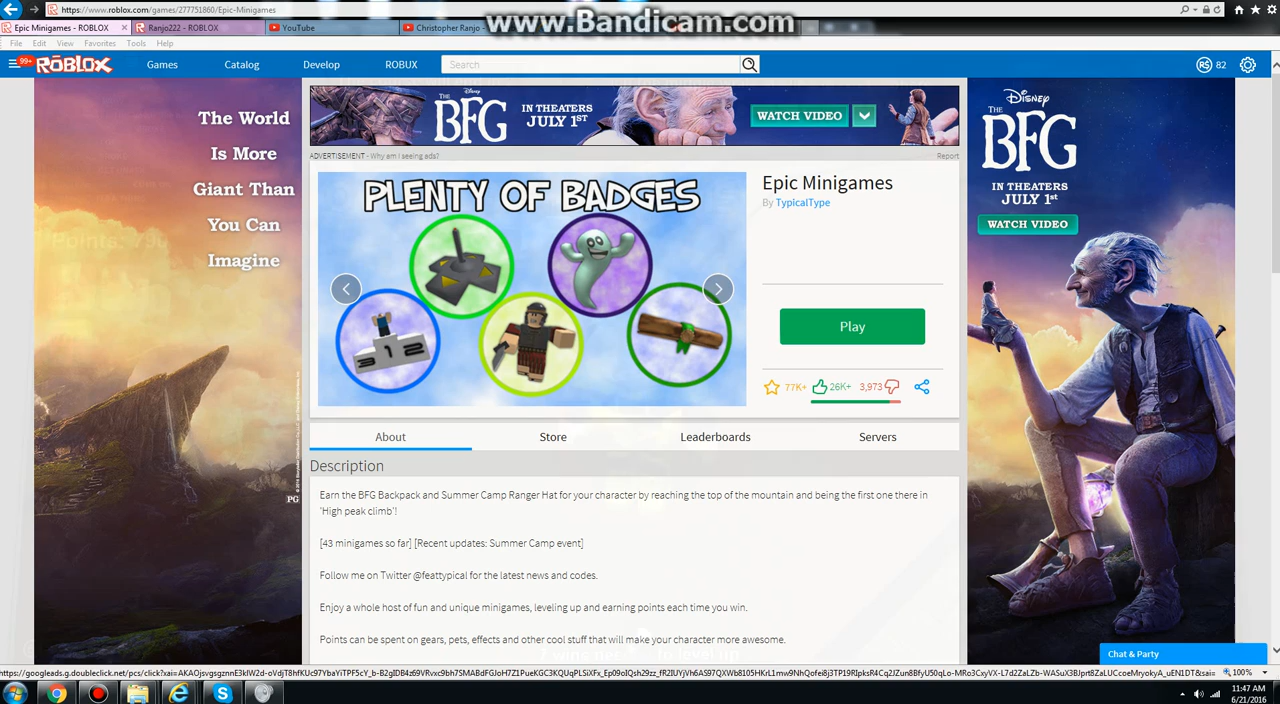 https://www.roblox.com/games/277751860/Epic-Minigames
www.Bandicam.com
Epic Minigames - ROBLOX
Ranjo222 - ROBLOX
YouTube
Christopher Ranjo -
File Edit View Favorites Tools Help
99+
ROBLOX
Games
Catalog
Develop
ROBUX
Search
R$ 82
The World
Is More
Giant Than
You Can
Imagine
PG
Disney
THE BFG
IN THEATERS
JULY 1ST
WATCH VIDEO
ADVERTISEMENT - Why am I seeing ads?
Report
PLENTY OF BADGES
3 1 2
Epic Minigames
By TypicalType
Play
77K+
26K+
3,973
Disney
THE
BFG
IN THEATERS
JULY 1st
WATCH VIDEO
About
Store
Leaderboards
Servers
Description
Earn the BFG Backpack and Summer Camp Ranger Hat for your character by reaching the top of the mountain and being the first one there in
'High peak climb'!
[43 minigames so far] [Recent updates: Summer Camp event]
Follow me on Twitter @feattypical for the latest news and codes.
Enjoy a whole host of fun and unique minigames, leveling up and earning points each time you win.
Points can be spent on gears, pets, effects and other cool stuff that will make your character more awesome.
Chat & Party
100%
11:47 AM
6/21/2016